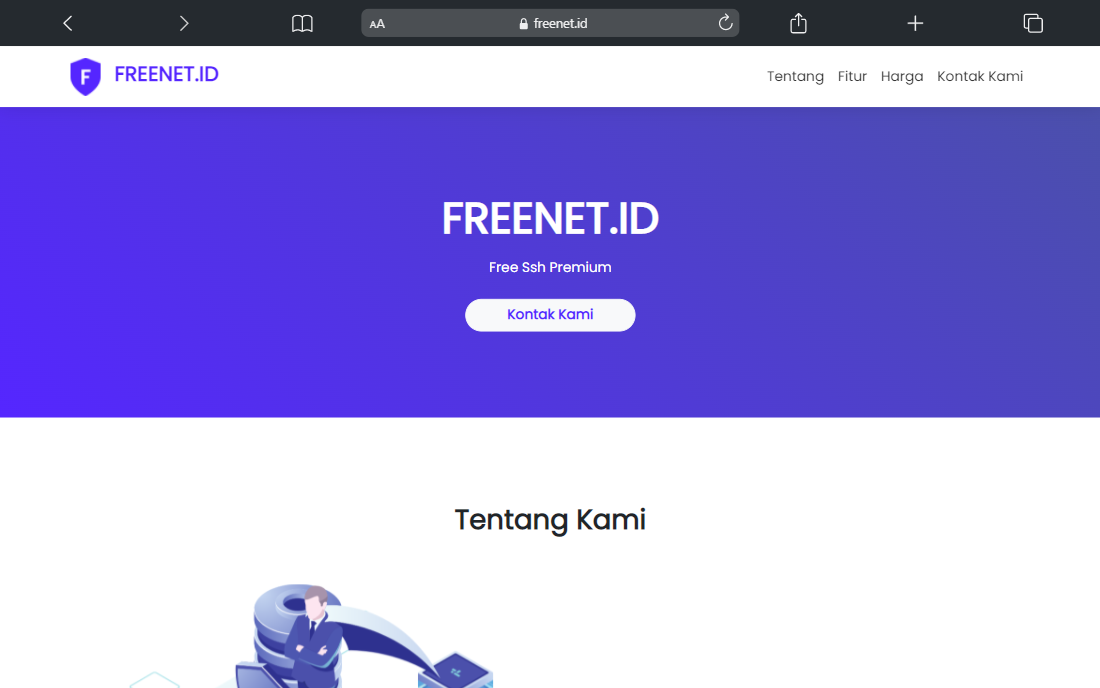 AA
freenet.id
F
FREENET.ID
Tentang Fitur Harga Kontak Kami
FREENET.ID
Free Ssh Premium
Kontak Kami
Tentang Kami